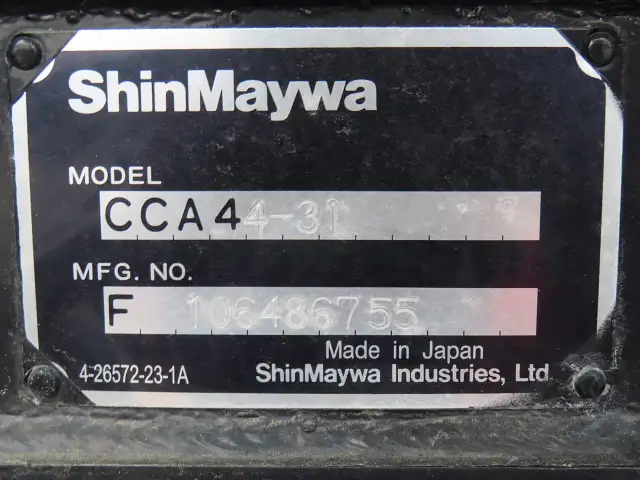 ShinMaywa
MODEL
CCA44-31
MFG. NO.
F 106486755
Made in Japan
4-26572-23-1A
ShinMaywa Industries, Ltd.